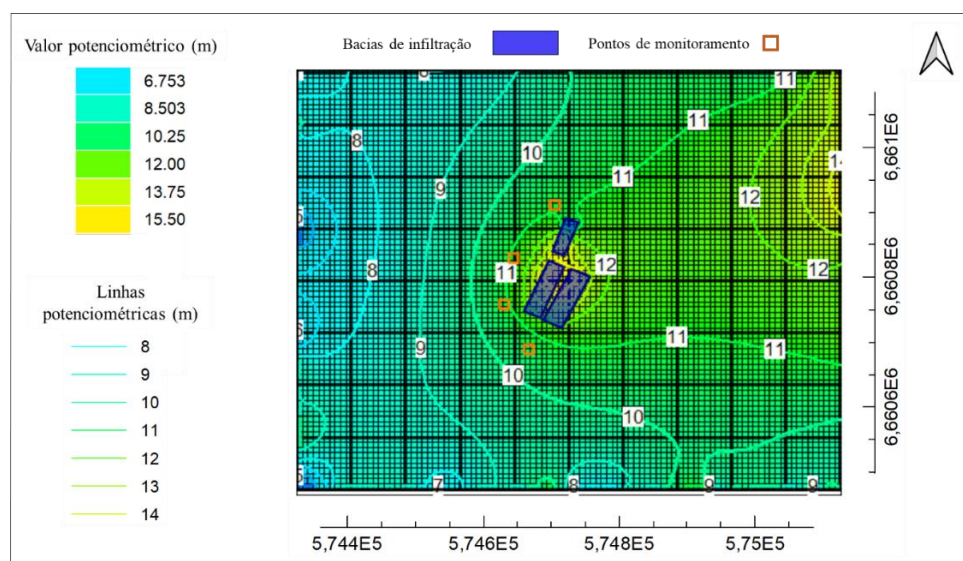 Valor potenciométrico (m)
6.753
8.503
10.25
12.00
13.75
15.50
Bacias de infiltração
Pontos de monitoramento
Linhas
potenciométricas (m)
8
9
10
11
12
13
14
11
8
11
10
11
9
12
8
11
12
12
11
9
11
10
10
7
8
9
9
6,661E6
6,6608E6
6,6606E6
5,744E5
5,746E5
5,748E5
5,75E5